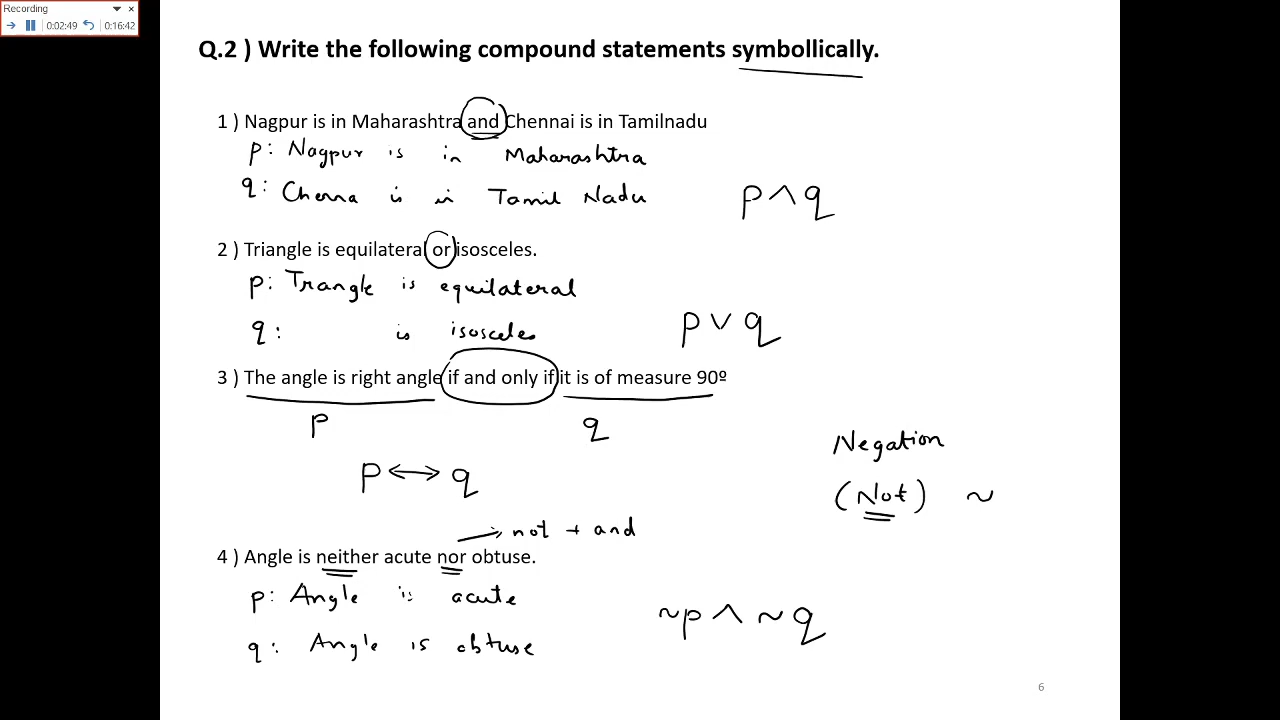 Recording
0:02:49 0:16:42
Q.2 ) Write the following compound statements symbollically.
1 ) Nagpur is in Maharashtra and Chennai is in Tamilnadu
p: Nagpur is in Maharashtra
q: Chenna is in Tamil Nadu
p ∧ q
2 ) Triangle is equilateral or isosceles.
p: Trangle is equilateral
q: is isosceles
p ∨ q
3 ) The angle is right angle if and only if it is of measure 90º
p q
p ↔ q
Negation
(Not) ~
not + and
4 ) Angle is neither acute nor obtuse.
p: Angle is acute
q: Angle is obtuse
~p ∧ ~q
6